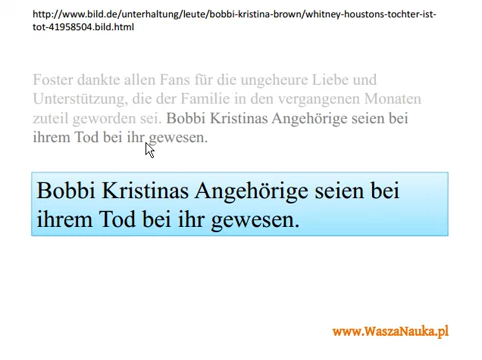 http://www.bild.de/unterhaltung/leute/bobbi-kristina-brown/whitney-houstons-tochter-ist-
tot-41958504.bild.html
Foster dankte allen Fans für die ungeheure Liebe und
Unterstützung, die der Familie in den vergangenen Monaten
zuteil geworden sei. Bobbi Kristinas Angehörige seien bei
ihrem Tod bei ihr gewesen.
Bobbi Kristinas Angehörige seien bei
ihrem Tod bei ihr gewesen.
www.WaszaNauka.pl